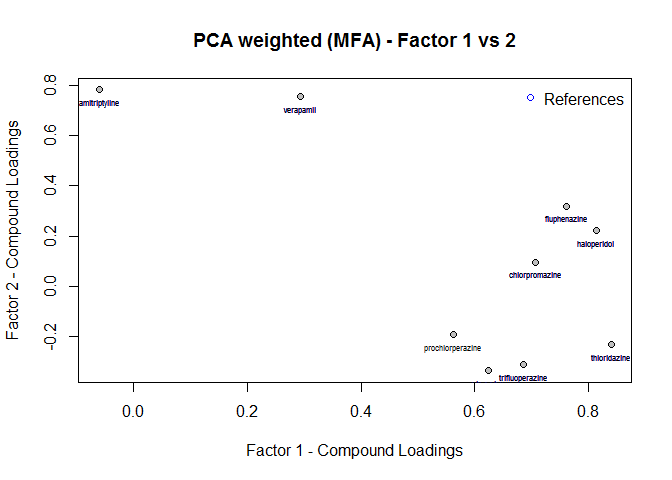 PCA weighted (MFA) - Factor 1 vs 2
Factor 2 - Compound Loadings
0.8
0.6
0.4
0.2
0.0
-0.2
References
amitriptyline
verapamil
fluphenazine
haloperidol
chlorpromazine
prochlorperazine
thioridazine
trifluoperazine
0.0 0.2 0.4 0.6 0.8
Factor 1 - Compound Loadings